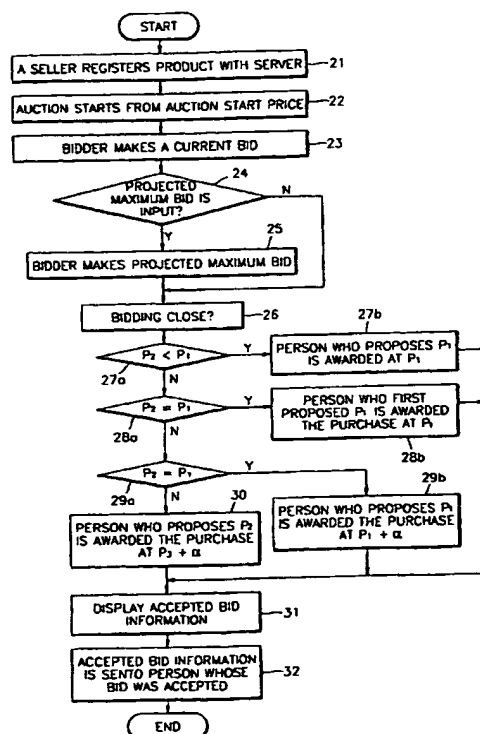 START
A SELLER REGISTERS PRODUCT WITH SERVER
21
AUCTION STARTS FROM AUCTION START PRICE
22
BIDDER MAKES A CURRENT BID
23
24
PROJECTED
MAXIMUM BID IS
INPUT?
N
Y
25
BIDDER MAKES PROJECTED MAXIMUM BID
BIDDING CLOSE?
26
27b
P2 < P1
Y
PERSON WHO PROPOSES P1
IS AWARDED AT P1
27a
N
P2 = P1
Y
PERSON WHO FIRST
PROPOSED P1 IS AWARDED
THE PURCHASE AT P1
28a
N
28b
P2 = P1
Y
29a
N
30
29b
PERSON WHO PROPOSES P2
IS AWARDED THE PURCHASE
AT P3 + α
PERSON WHO PROPOSES P1
IS AWARDED THE PURCHASE
AT P1 + α
DISPLAY ACCEPTED BID
INFORMATION
31
ACCEPTED BID INFORMATION
IS SENTO PERSON WHOSE
BID WAS ACCEPTED
32
END